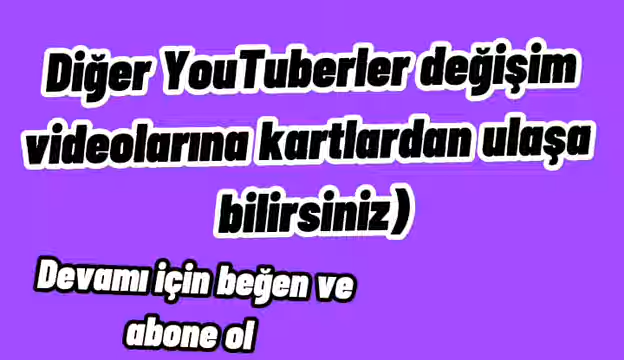 Diğer YouTuberler değişim
videolarına kartlardan ulaşa
bilirsiniz)
Devamı için beğen ve
abone ol